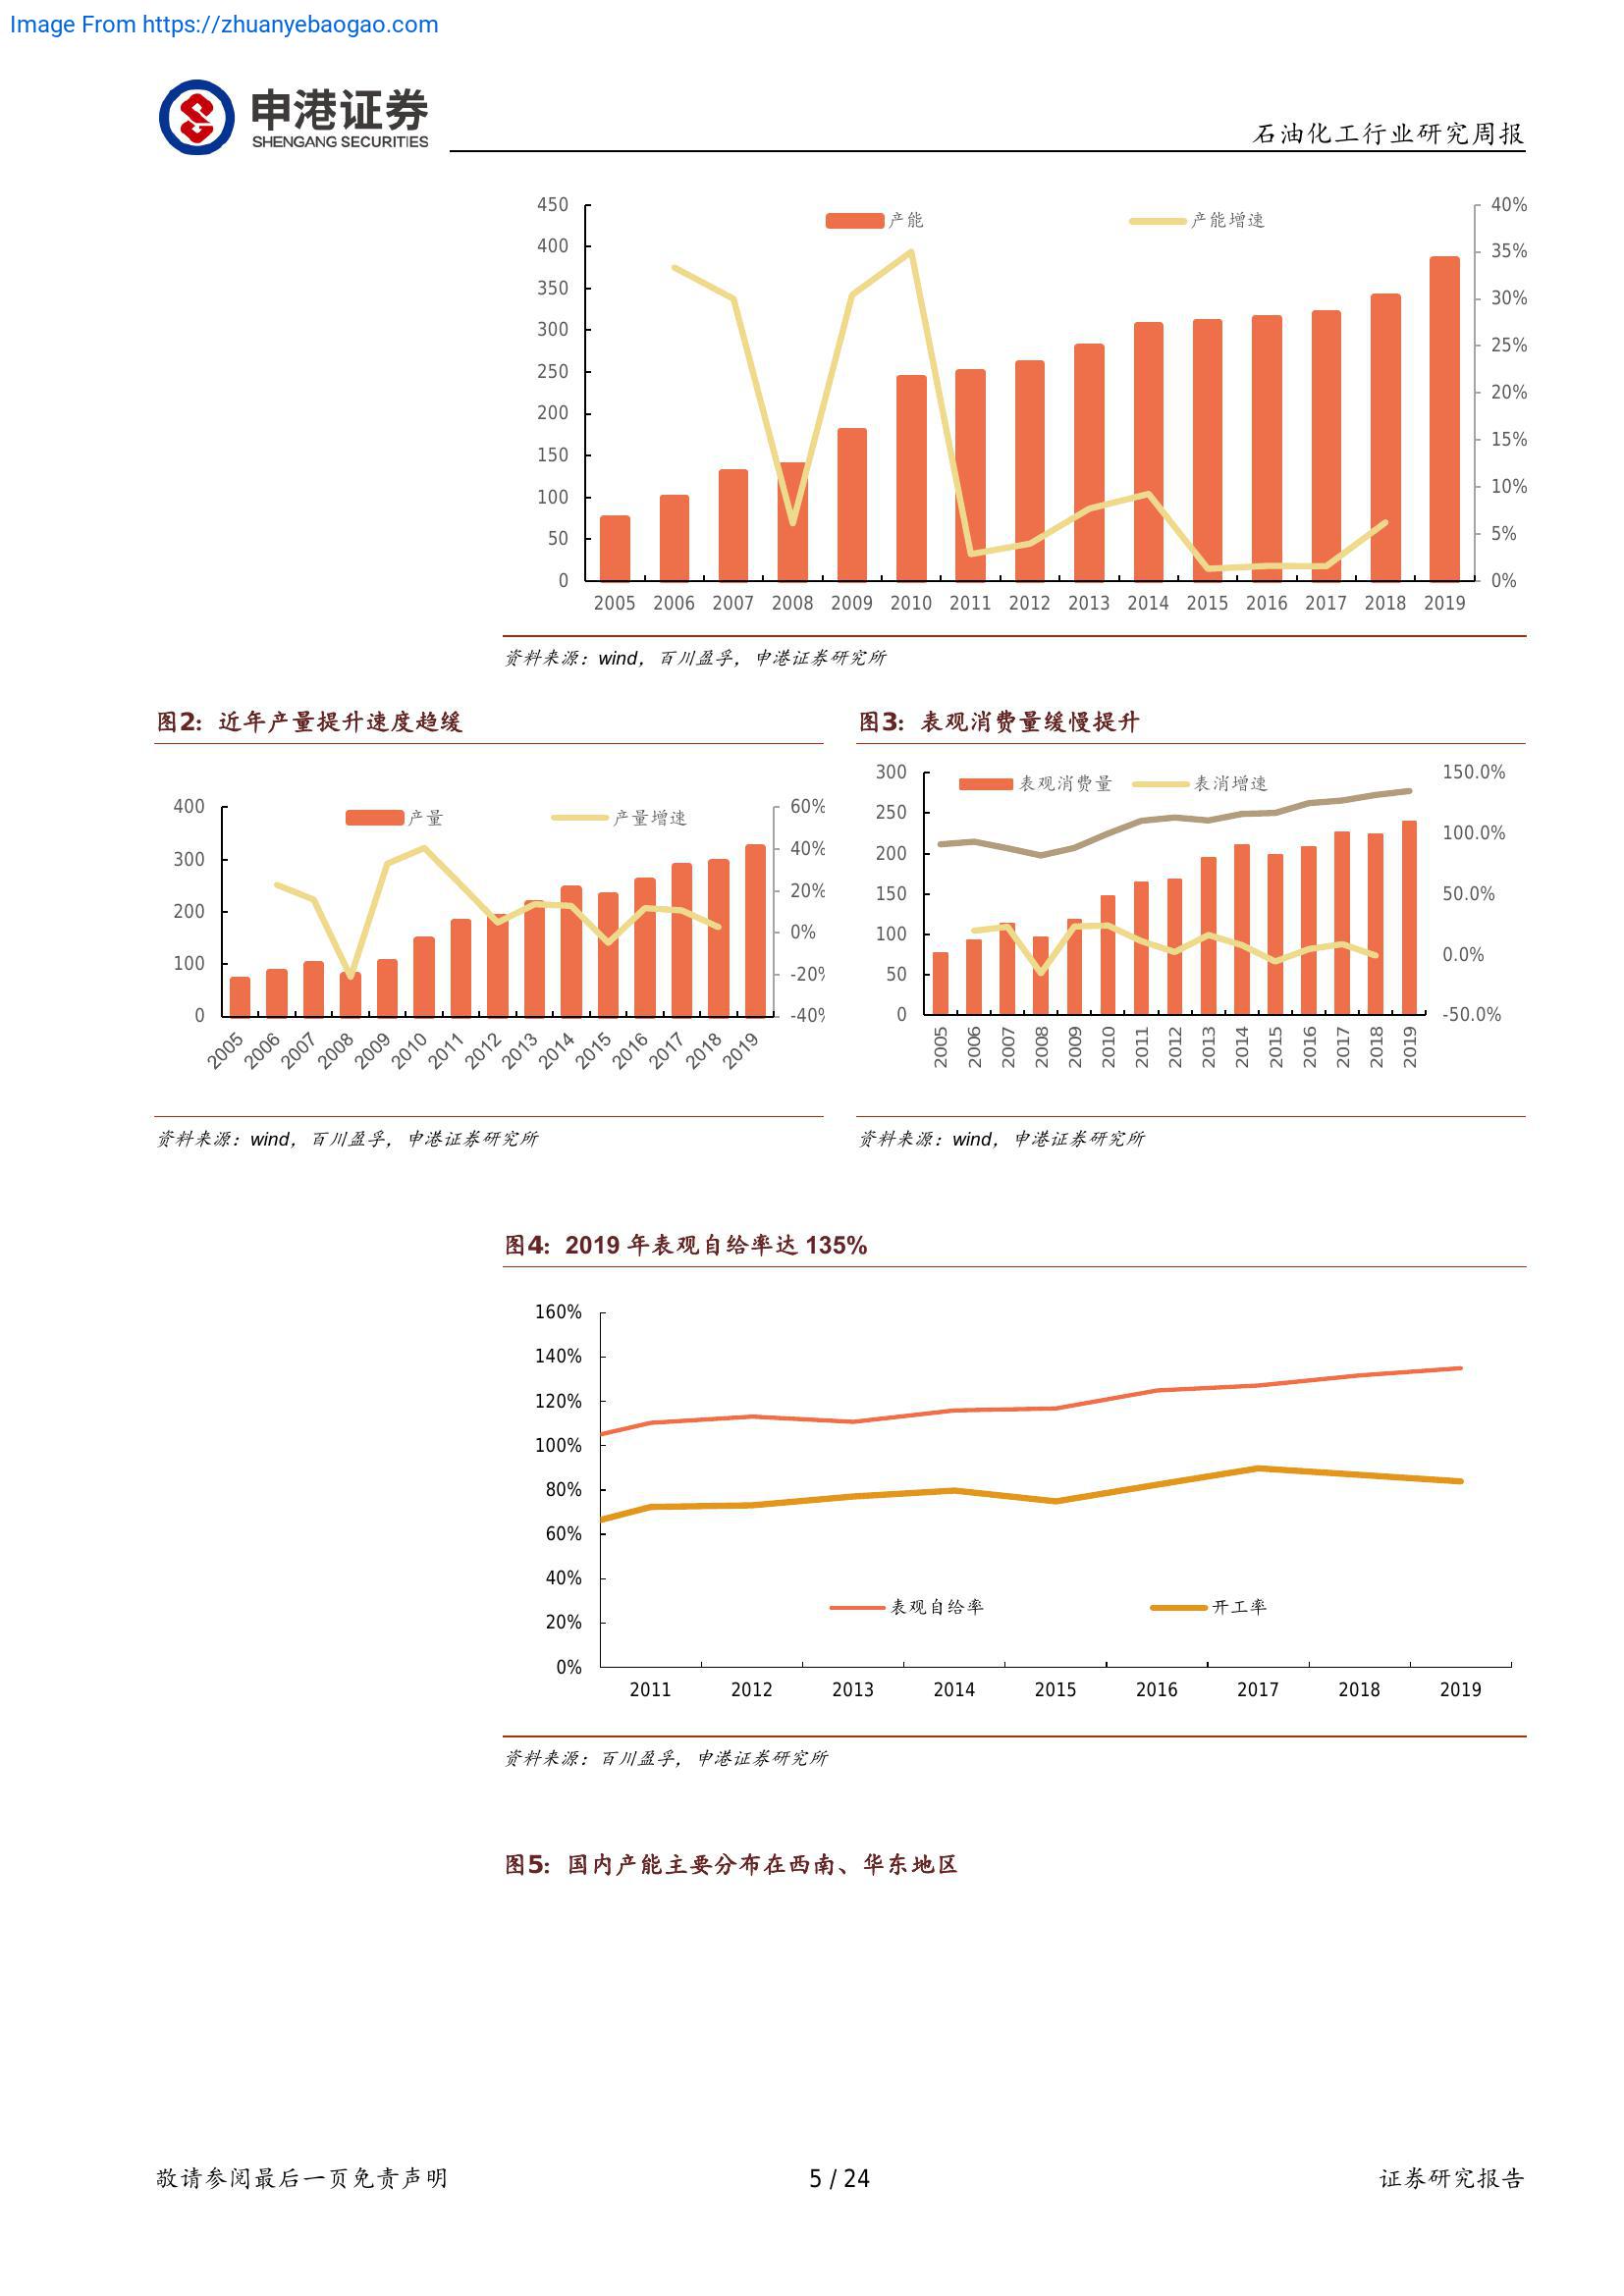 Image From https://zhuanyebaogao.com
申港证券
SHENGANG SECURITIES
石油化工行业研究周报
产能 产能增速
450 40%
400 35%
350 30%
300 25%
250 20%
200 15%
150 10%
100 5%
50 0%
0
2005 2006 2007 2008 2009 2010 2011 2012 2013 2014 2015 2016 2017 2018 2019
资料来源：wind，百川盈孚，申港证券研究所
图2：近年产量提升速度趋缓
产量 产量增速
400 60%
300 40%
200 20%
100 0%
0 -20%
-40%
2005 2006 2007 2008 2009 2010 2011 2012 2013 2014 2015 2016 2017 2018 2019
资料来源：wind，百川盈孚，申港证券研究所
图3：表观消费量缓慢提升
表观消费量 表消增速
300 150.0%
250 100.0%
200 50.0%
150 0.0%
100 -50.0%
50
0
2005 2006 2007 2008 2009 2010 2011 2012 2013 2014 2015 2016 2017 2018 2019
资料来源：wind，申港证券研究所
图4：2019 年表观自给率达 135%
160%
140%
120%
100%
80%
60%
40%
20%
0%
表观自给率 开工率
2011 2012 2013 2014 2015 2016 2017 2018 2019
资料来源：百川盈孚，申港证券研究所
图5：国内产能主要分布在西南、华东地区
敬请参阅最后一页免责声明 5 / 24 证券研究报告